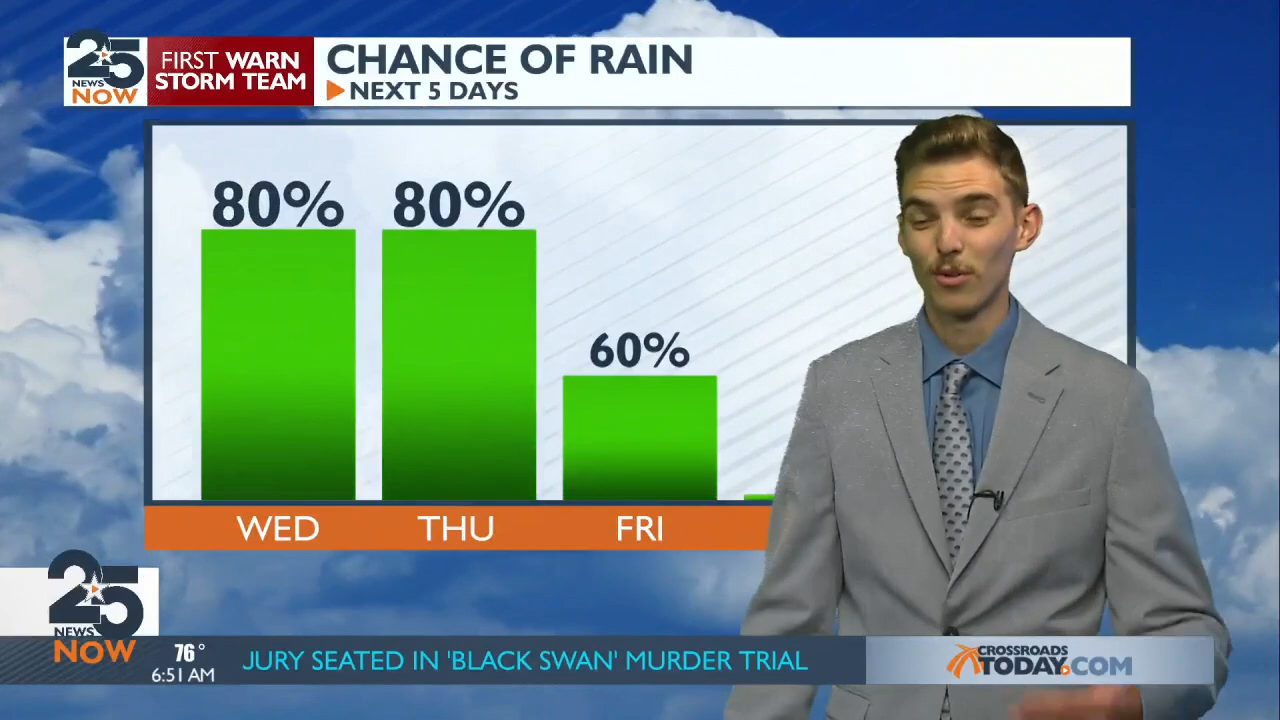 25
NEWS
NOW
FIRST WARN
STORM TEAM
CHANCE OF RAIN
NEXT 5 DAYS
80%
80%
60%
WED
THU
FRI
25
NEWS
NOW
76°
6:51 AM
JURY SEATED IN 'BLACK SWAN' MURDER TRIAL
CROSSROADS
TODAY.COM